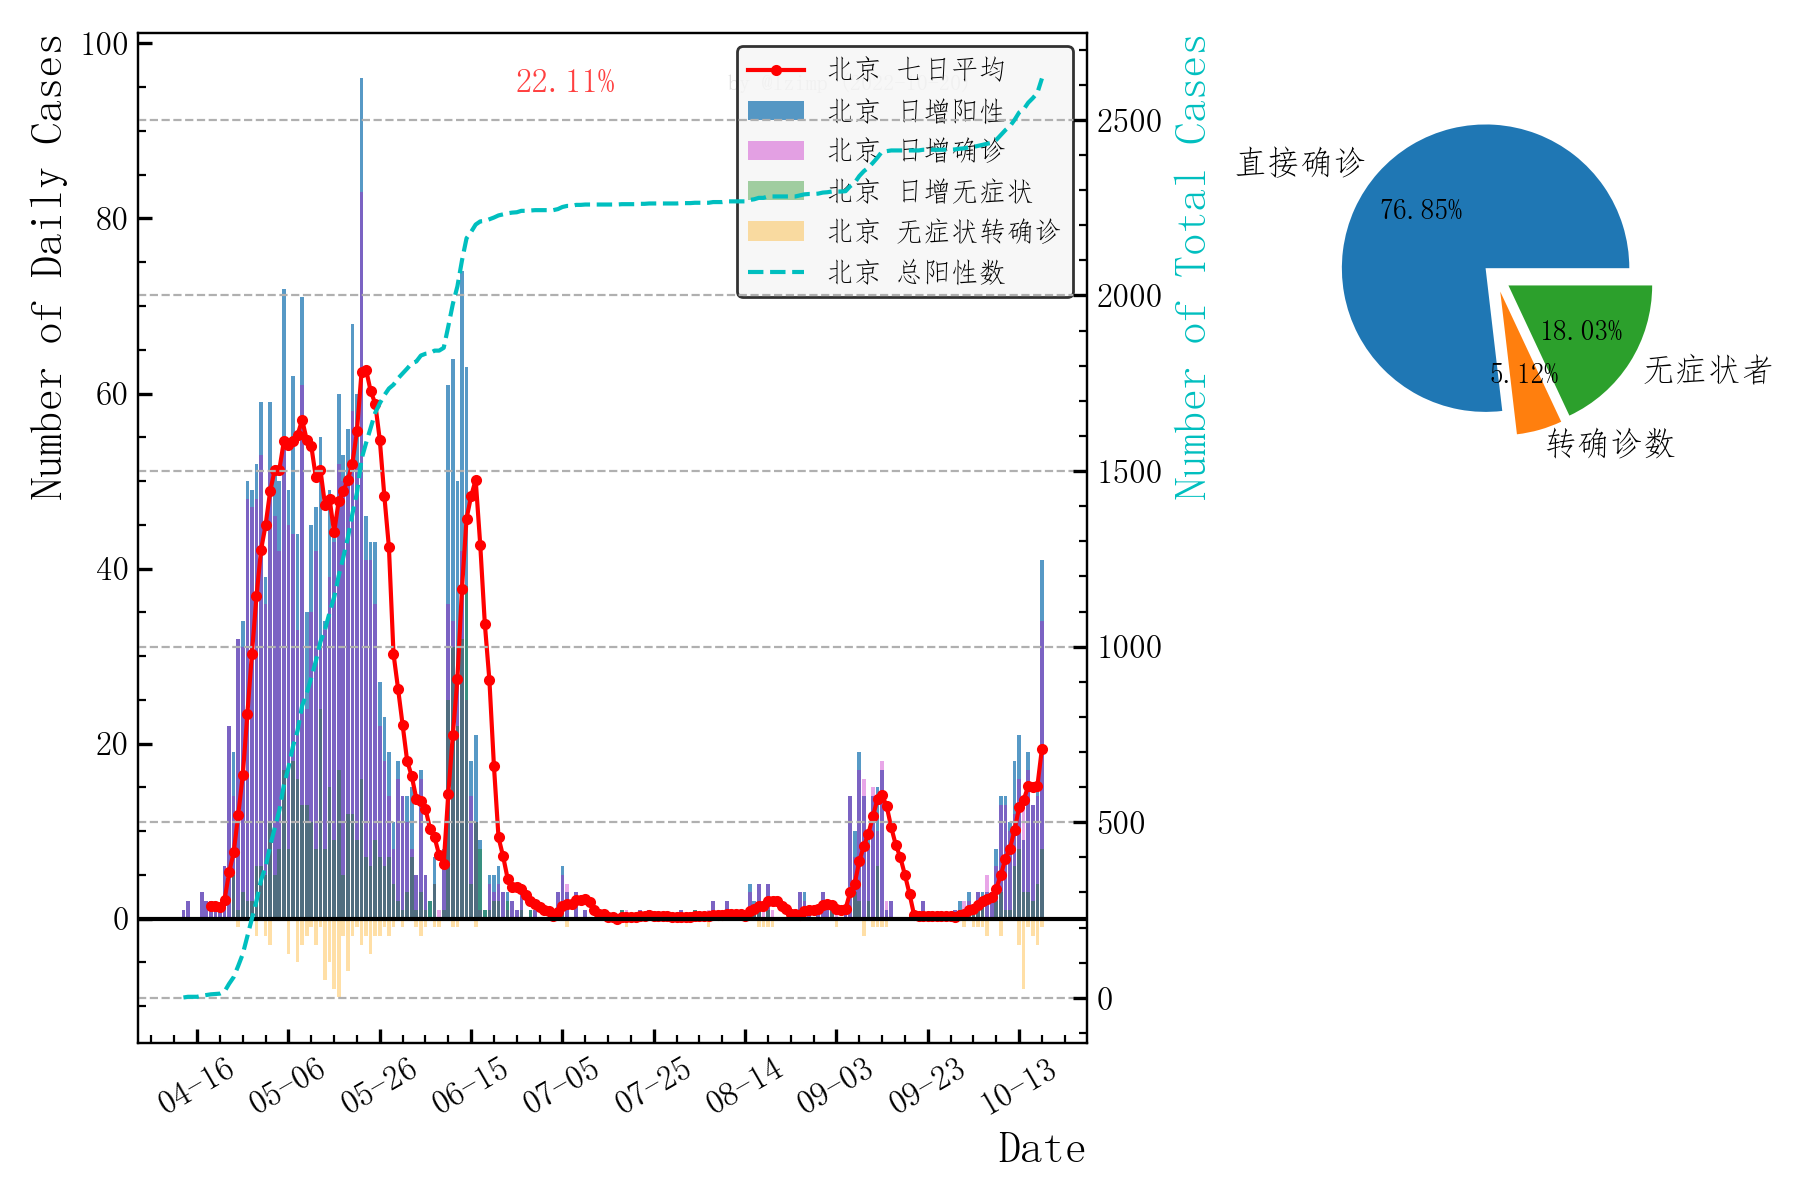 Number of Daily Cases
100
80
60
40
20
0
22.11%
北京 七日平均
北京 日增阳性
北京 日增确诊
北京 日增无症状
北京 无症状转确诊
北京 总阳性数
2500
2000
1500
1000
500
0
Number of Total Cases
04-16
05-06
05-26
06-15
07-05
07-25
08-14
09-03
09-23
10-13
Date
直接确诊
76.85%
18.03%
无症状者
5.12%
转确诊数